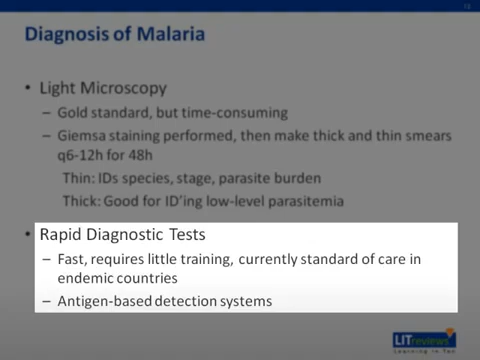 Diagnosis of Malaria
• Light Microscopy
– Gold standard, but time-consuming
– Giemsa staining performed, then make thick and thin smears
q6-12h for 48h
Thin: IDs species, stage, parasite burden
Thick: Good for ID'ing low-level parasitemia
• Rapid Diagnostic Tests
– Fast, requires little training, currently standard of care in
endemic countries
– Antigen-based detection systems
LITreviews
Learning in Ten